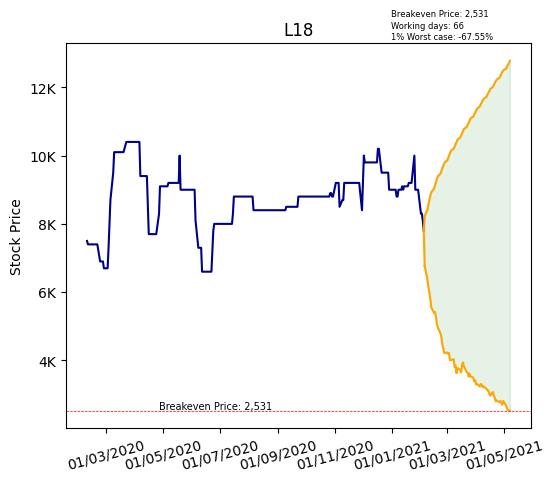 Breakeven Price: 2,531
Working days: 66
1% Worst case: -67.55%
L18
Stock Price
12K
10K
8K
6K
4K
Breakeven Price: 2,531
01/03/2020
01/05/2020
01/07/2020
01/09/2020
01/11/2020
01/01/2021
01/03/2021
01/05/2021